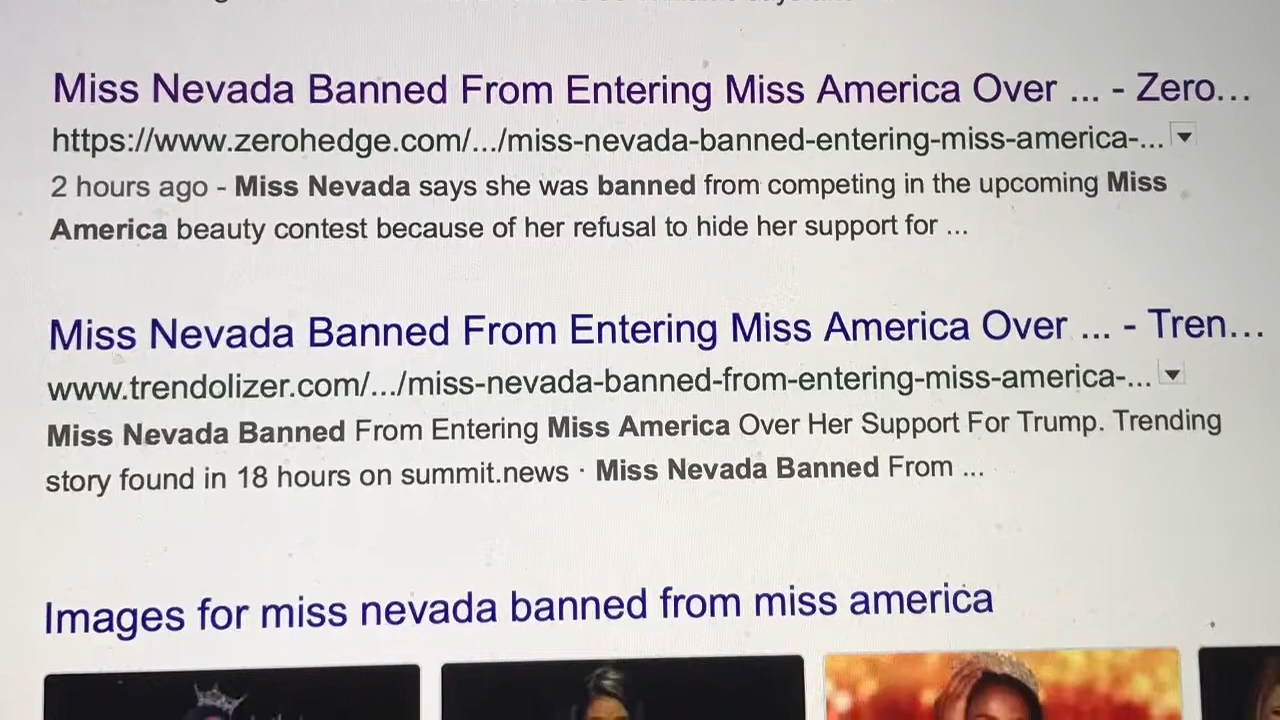 Miss Nevada Banned From Entering Miss America Over ... - Zero...
https://www.zerohedge.com/.../miss-nevada-banned-entering-miss-america-...
2 hours ago - Miss Nevada says she was banned from competing in the upcoming Miss
America beauty contest because of her refusal to hide her support for ...
Miss Nevada Banned From Entering Miss America Over ... - Tren...
www.trendolizer.com/.../miss-nevada-banned-from-entering-miss-america-...
Miss Nevada Banned From Entering Miss America Over Her Support For Trump. Trending
story found in 18 hours on summit.news · Miss Nevada Banned From ...
Images for miss nevada banned from miss america